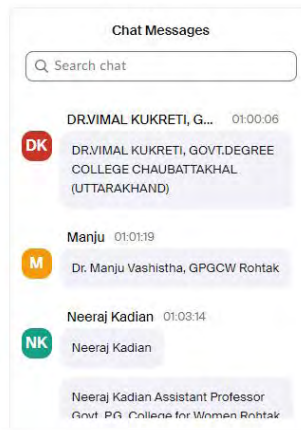 Chat Messages
Search chat
DR.VIMAL KUKRETI, G... 01:00:06
DK
DR.VIMAL KUKRETI, GOVT.DEGREE
COLLEGE CHAUBATTAKHAL
(UTTARAKHAND)
Manju 01:01:19
M
Dr. Manju Vashistha, GPGCW Rohtak
Neeraj Kadian 01:03:14
NK
Neeraj Kadian
Neeraj Kadian Assistant Professor
Govt. P.G. College for Women Rohtak